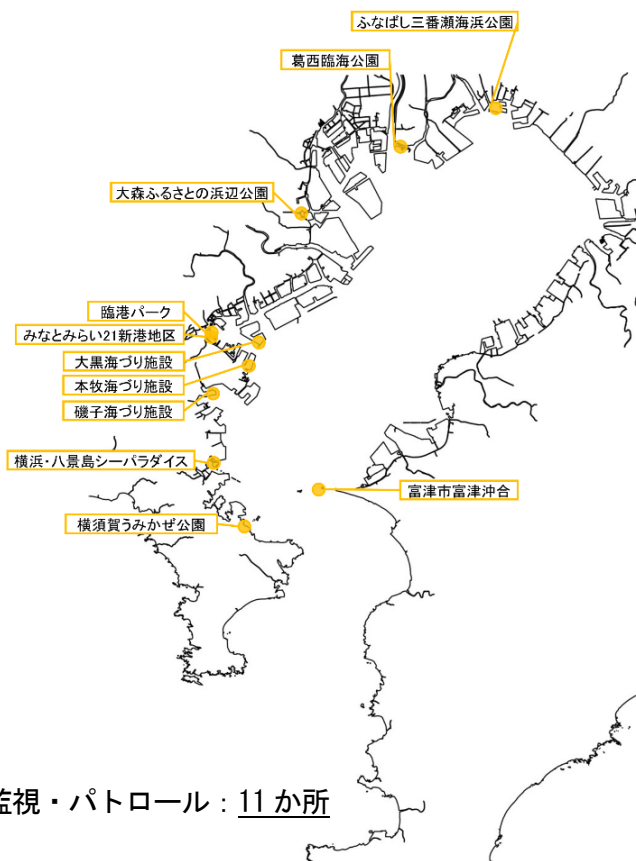 ふなばし三番瀬海浜公園
葛西臨海公園
大森ふるさとの浜辺公園
臨港パーク
みなとみらい21新港地区
大黒海づり施設
本牧海づり施設
磯子海づり施設
横浜・八景島シーパラダイス
富津市富津沖合
横須賀うみかぜ公園
監視・パトロール：11か所